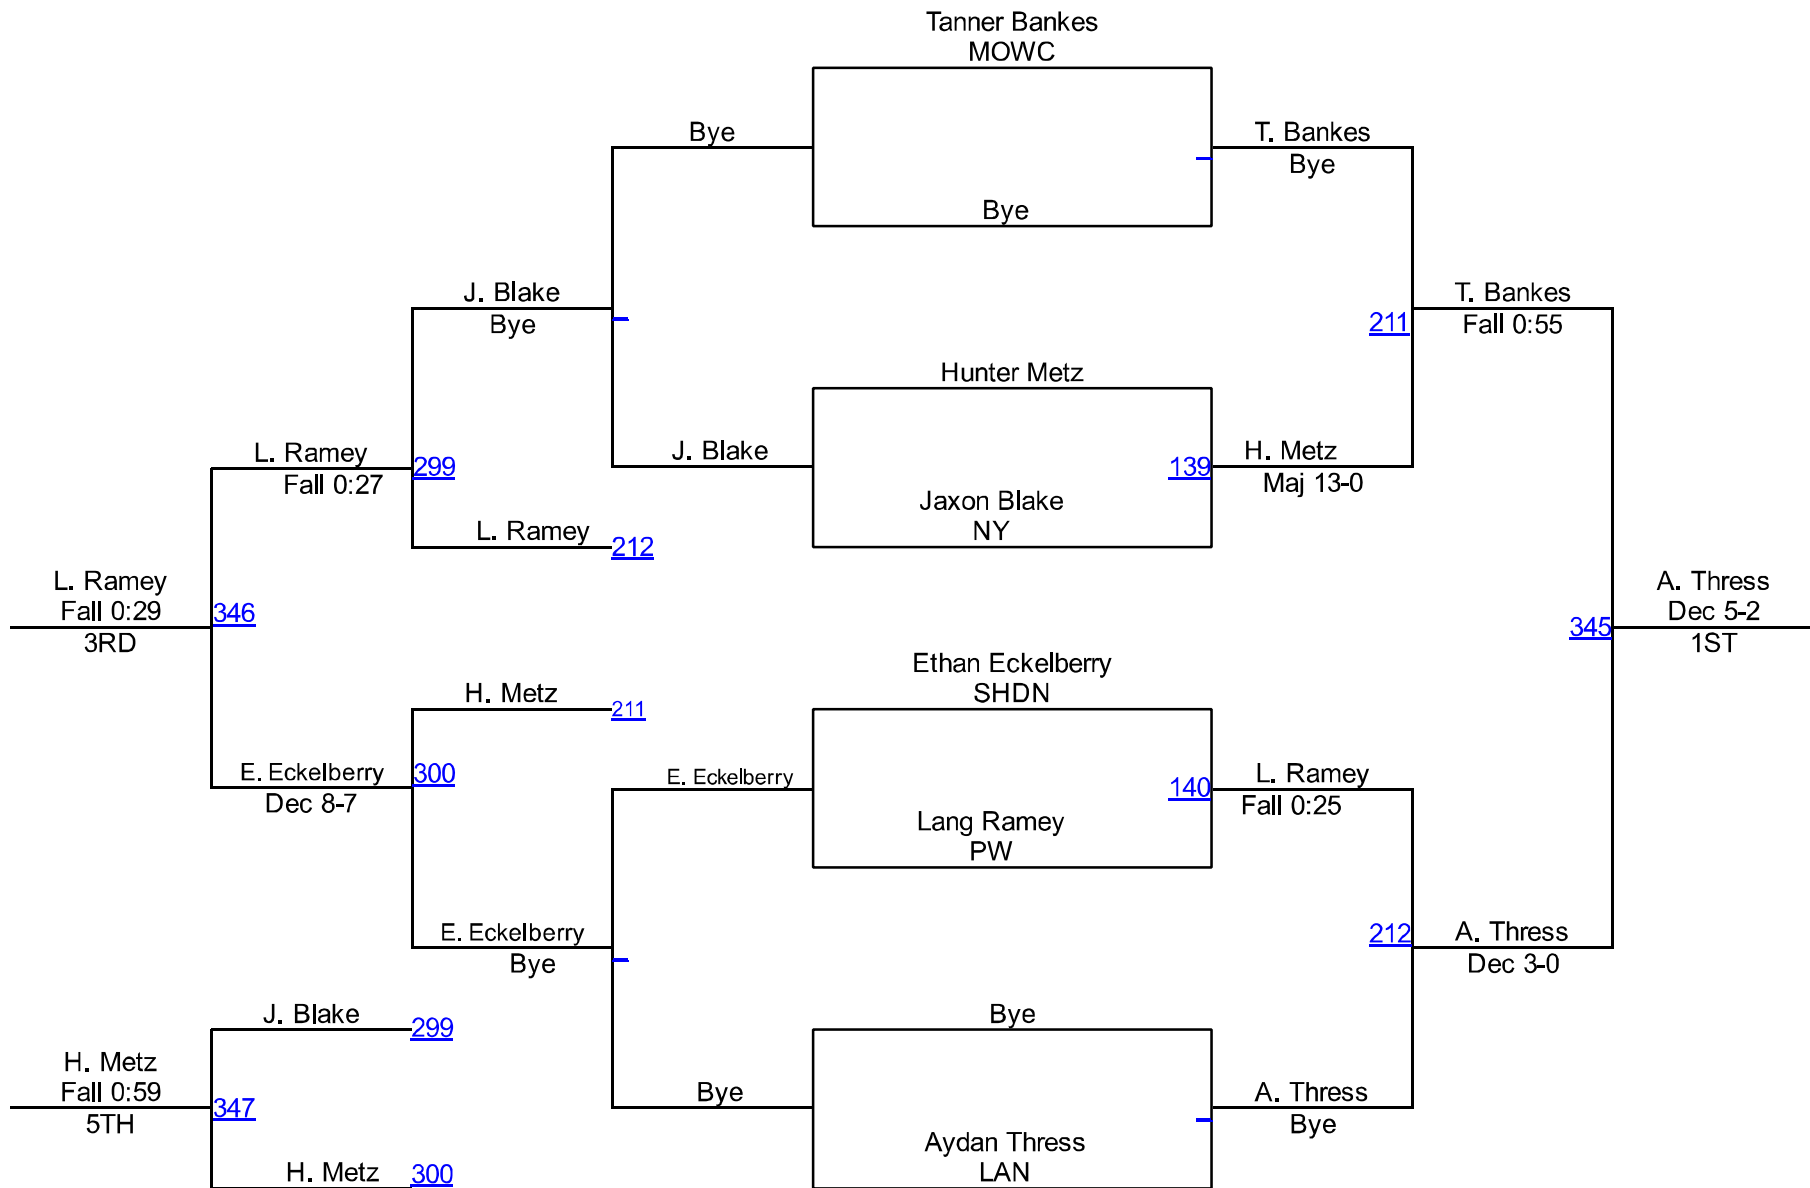 Tanner Bankes
MOWC
Bye
T. Bankes
Bye
Bye
J. Blake
Bye
T. Bankes
211
Fall 0:55
Hunter Metz
L. Ramey
299
Fall 0:27
J. Blake
139
H. Metz
Maj 13-0
Jaxon Blake
NY
L. Ramey
212
L. Ramey
Fall 0:29
346
3RD
A. Thress
Dec 5-2
345
1ST
Ethan Eckelberry
SHDN
H. Metz
211
E. Eckelberry
300
Dec 8-7
E. Eckelberry
140
L. Ramey
Fall 0:25
Lang Ramey
PW
E. Eckelberry
Bye
212
A. Thress
Dec 3-0
J. Blake
299
Bye
H. Metz
Fall 0:59
347
5TH
Bye
A. Thress
Bye
Aydan Thress
LAN
H. Metz
300